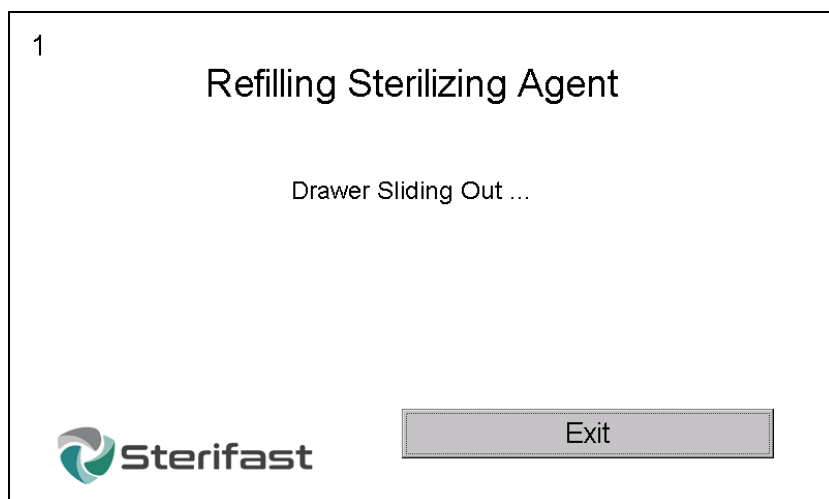 1
Refilling Sterilizing Agent
Drawer Sliding Out ...
Exit
Sterifast